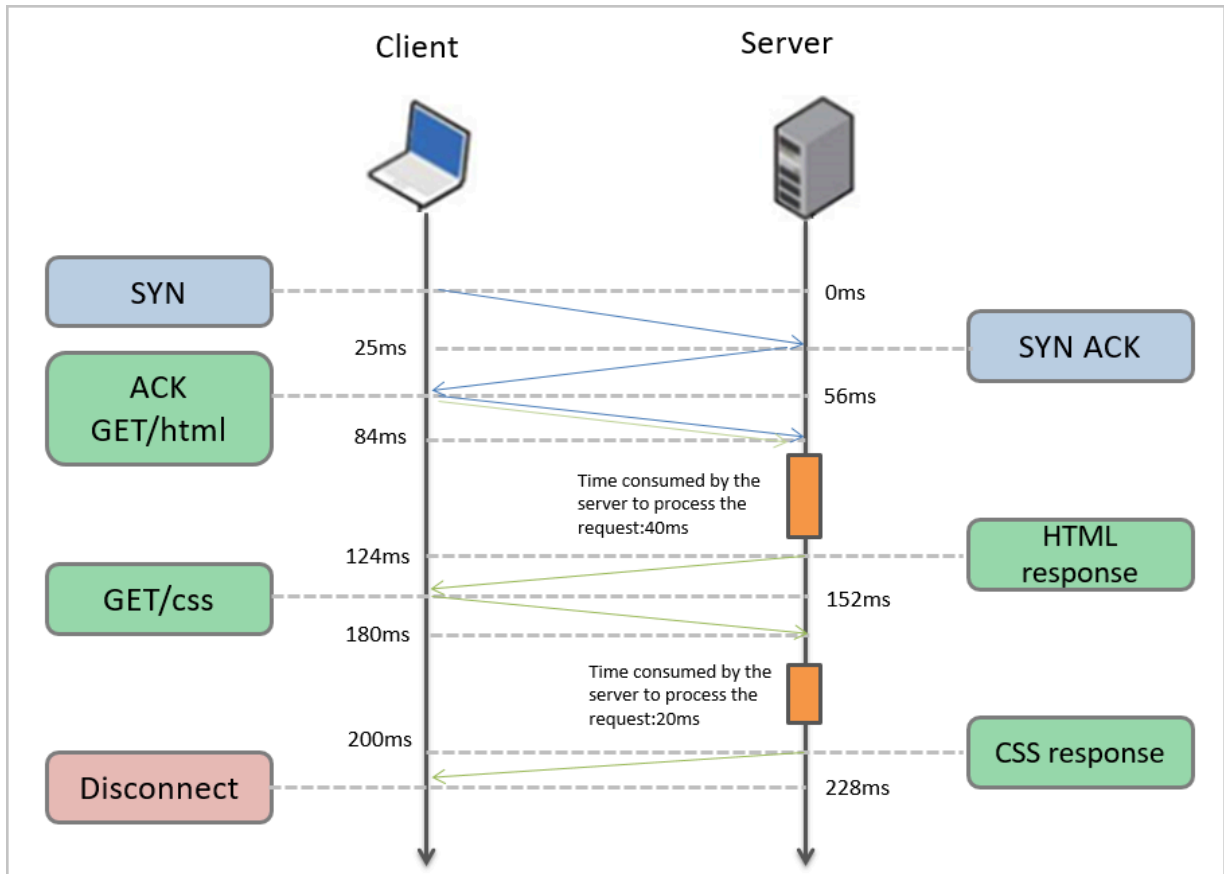 Client
Server
SYN
0ms
25ms
SYN ACK
ACK
GET/html
56ms
84ms
Time consumed by the
server to process the
request:40ms
124ms
HTML
response
GET/css
152ms
180ms
Time consumed by the
server to process the
request:20ms
200ms
CSS response
Disconnect
228ms